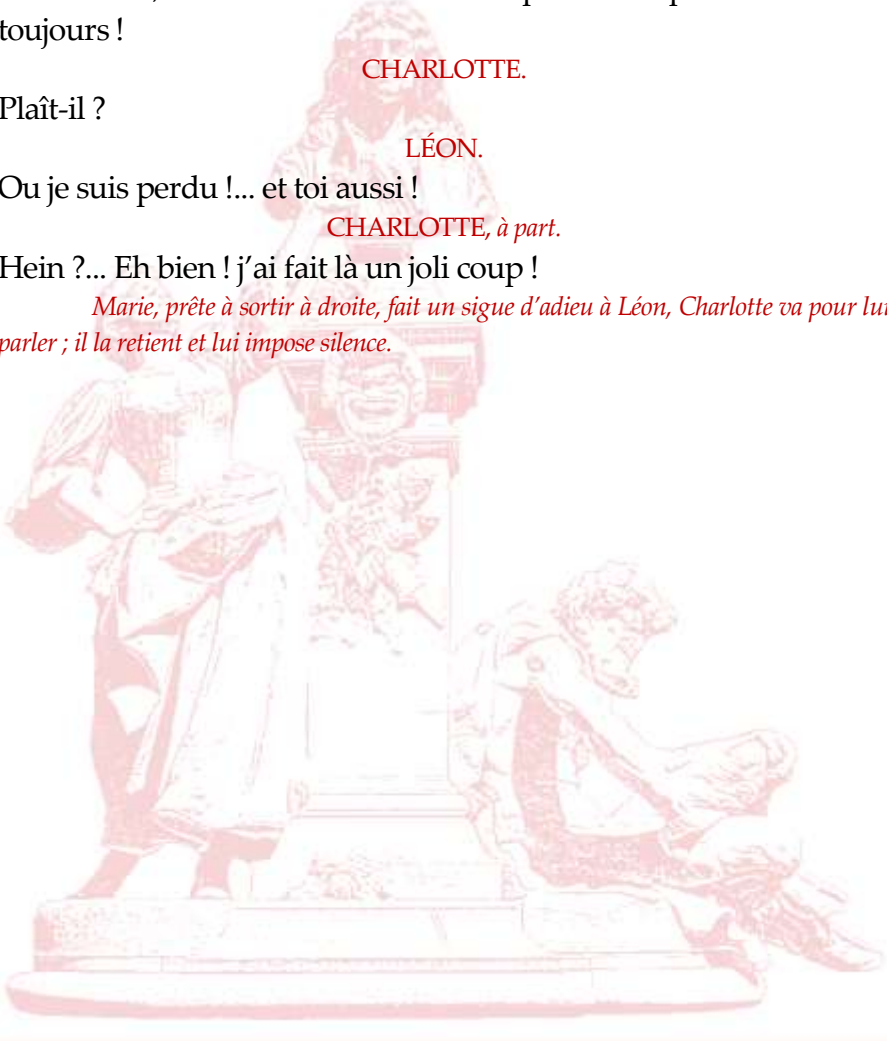 toujours !
CHARLOTTE.
Plaît-il ?
LÉON.
Ou je suis perdu !... et toi aussi !
CHARLOTTE, à part.
Hein ?... Eh bien ! j’ai fait là un joli coup !
Marie, prête à sortir à droite, fait un sigue d’adieu à Léon, Charlotte va pour lui
parler ; il la retient et lui impose silence.